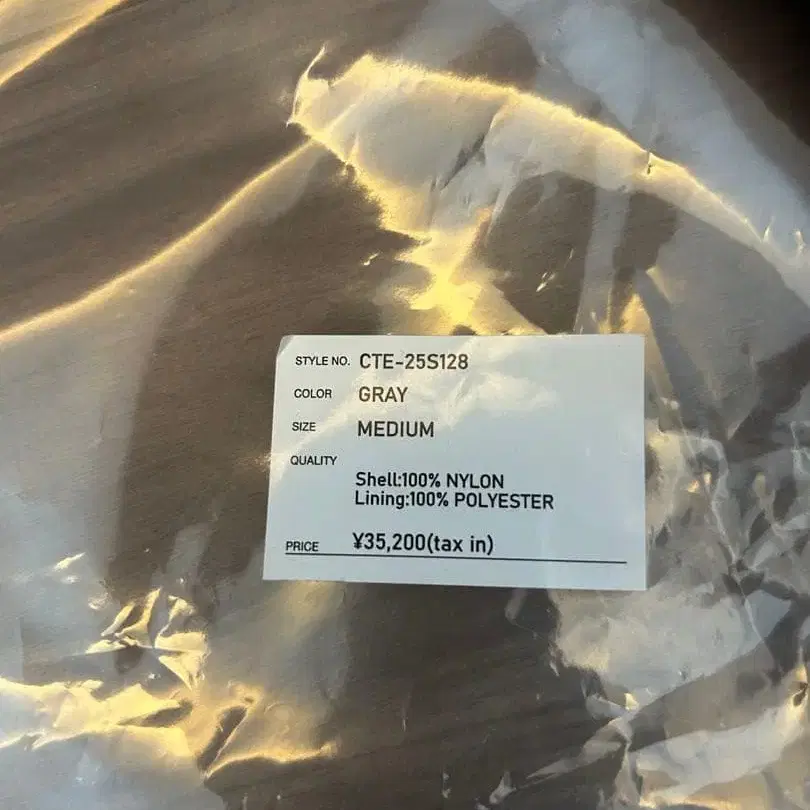 STYLE NO. CTE-25S128
COLOR GRAY
SIZE MEDIUM
QUALITY
Shell:100% NYLON
Lining:100% POLYESTER
PRICE ¥35,200(tax in)